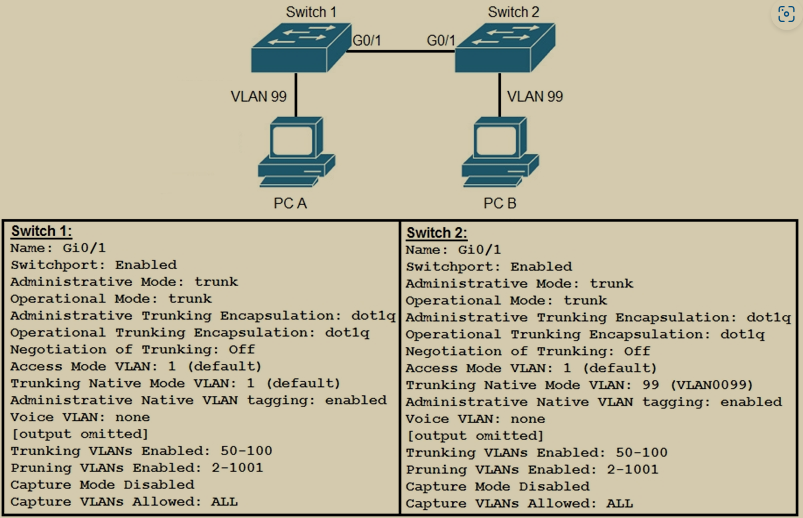 Switch 1
Switch 2
G0/1
G0/1
VLAN 99
VLAN 99
PC A
PC B
Switch 1:
Name: Gi0/1
Switchport: Enabled
Administrative Mode: trunk
Operational Mode: trunk
Administrative Trunking Encapsulation: dot1q
Operational Trunking Encapsulation: dot1q
Negotiation of Trunking: Off
Access Mode VLAN: 1 (default)
Trunking Native Mode VLAN: 1 (default)
Administrative Native VLAN tagging: enabled
Voice VLAN: none
[output omitted]
Trunking VLANs Enabled: 50-100
Pruning VLANs Enabled: 2-1001
Capture Mode Disabled
Capture VLANs Allowed: ALL
Switch 2:
Name: Gi0/1
Switchport: Enabled
Administrative Mode: trunk
Operational Mode: trunk
Administrative Trunking Encapsulation: dot1q
Operational Trunking Encapsulation: dot1q
Negotiation of Trunking: Off
Access Mode VLAN: 1 (default)
Trunking Native Mode VLAN: 99 (VLAN0099)
Administrative Native VLAN tagging: enabled
Voice VLAN: none
[output omitted]
Trunking VLANs Enabled: 50-100
Pruning VLANs Enabled: 2-1001
Capture Mode Disabled
Capture VLANs Allowed: ALL